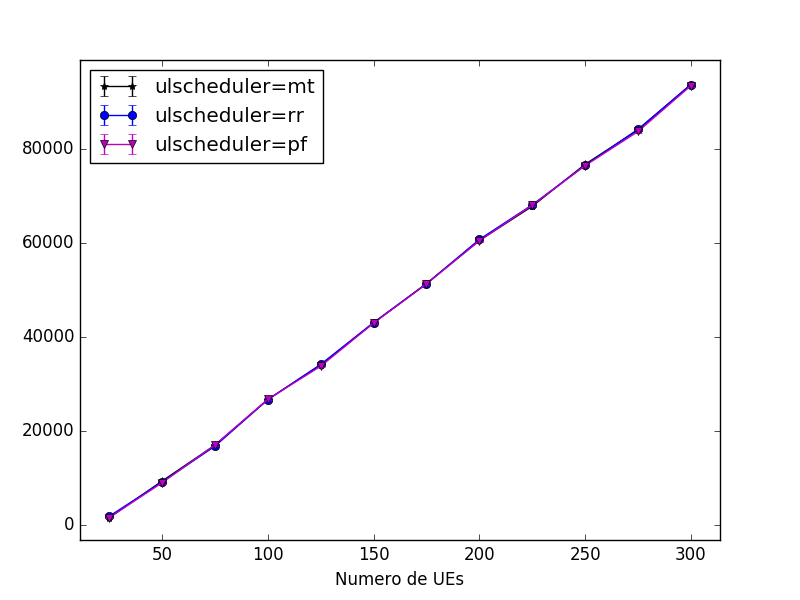 ulscheduler=mt
ulscheduler=rr
ulscheduler=pf
80000
60000
40000
20000
0
50 100 150 200 250 300
Numero de UEs